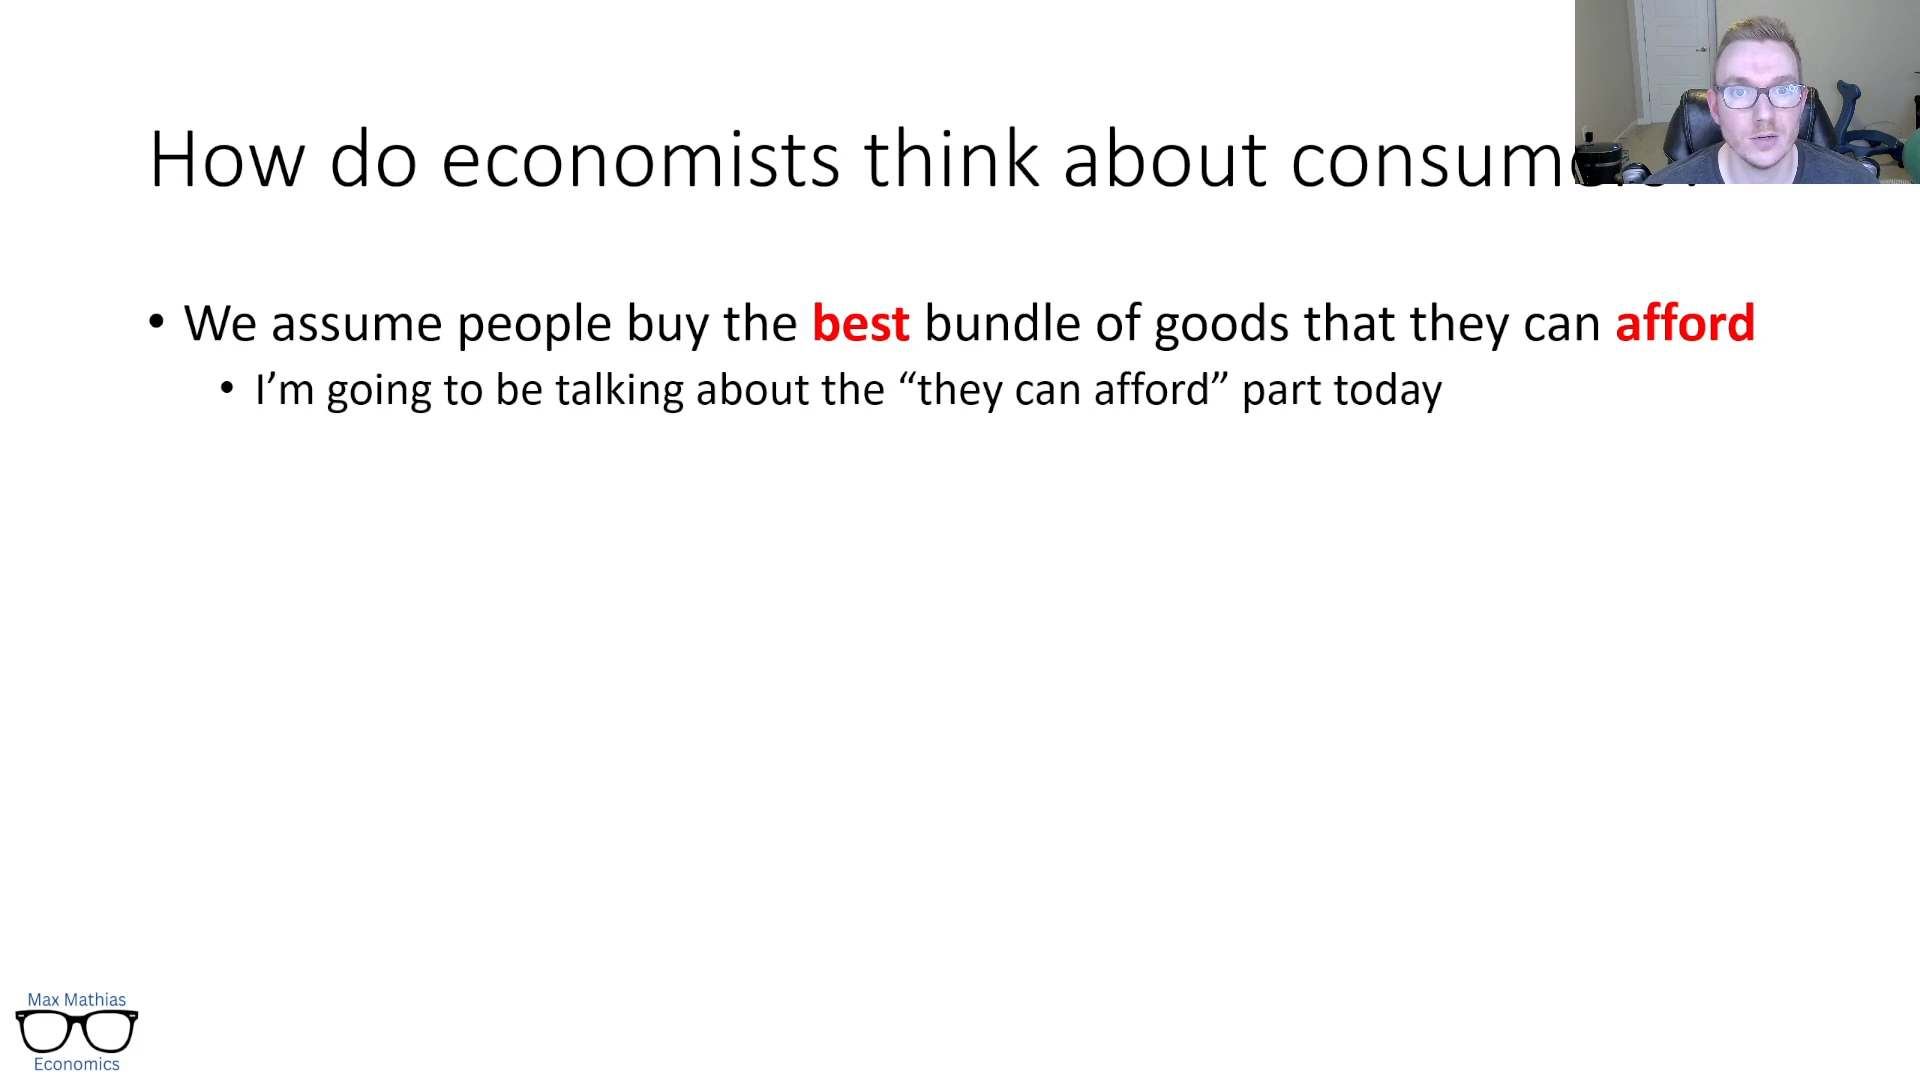 How do economists think about
• We assume people buy the best bundle of goods that they can afford
• I’m going to be talking about the “they can afford” part today
Max Mathias
Economics